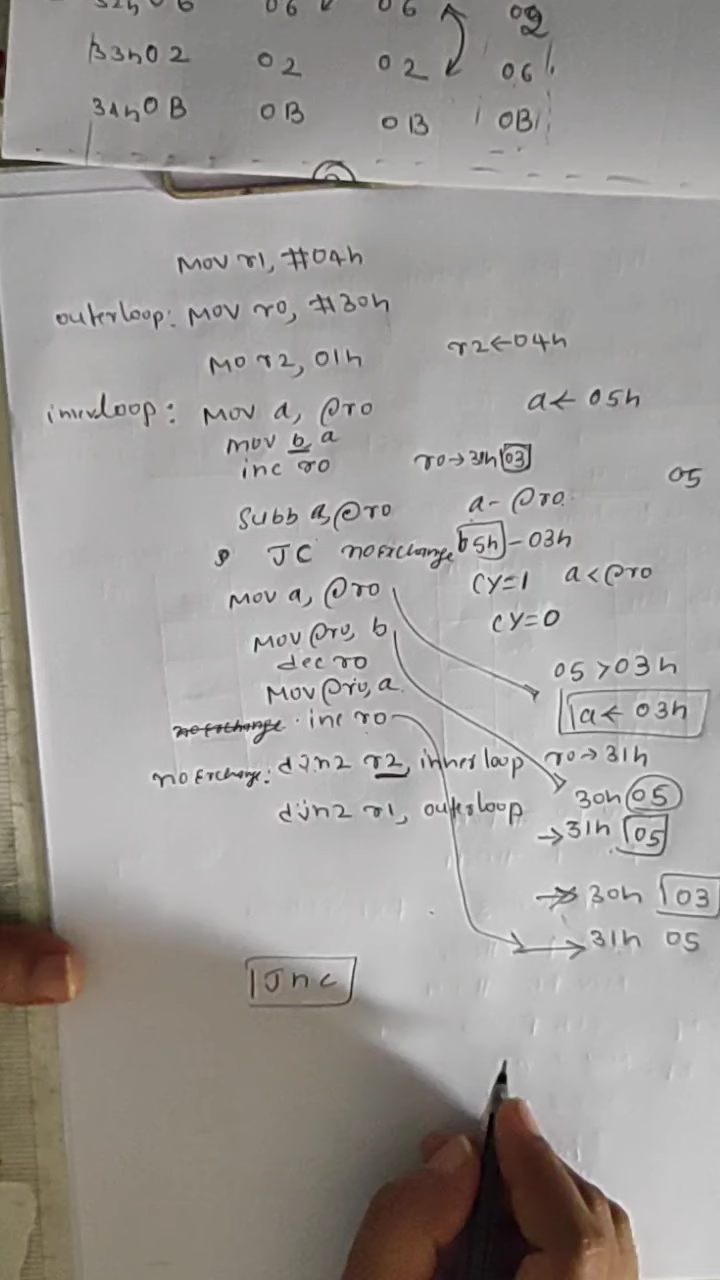 06 06 09
33h 02 02 02 06
34h 0B 0B 0B 0B
Mov r1, #04h
outerloop: Mov r0, #30h
Mo r2, 01h r2 ← 04h
innerloop: Mov a, @r0 a ← 05h
mov b, a
inc r0 r0 → 31h 03 05
Subb a, @r0 a - @r0
JC noExchange 05h - 03h
Mov a, @r0 CY=1 a < @r0
CY=0
Mov @r0, b
dec r0 05 > 03h
Mov @r0, a a ← 03h
noExchange inc r0
noExchange: djnz r2, innerloop r0 → 31h
30h 05
djnz r1, outerloop → 31h 05
→ 30h 03
→ 31h 05
Jnc